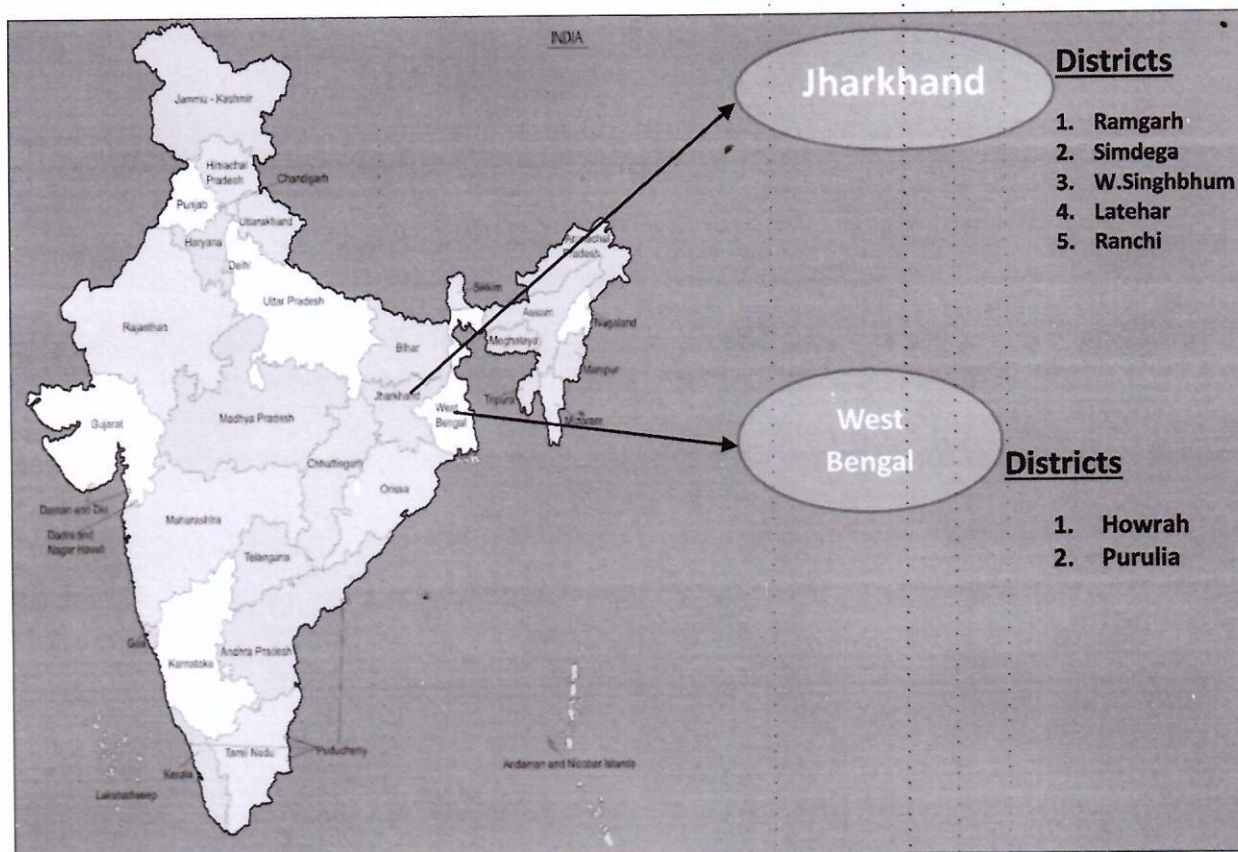 INDIA
Jammu - Kashmir
Himachal
Pradesh
Chandigarh
Punjab
Uttarakhand
Haryana
Delhi
Uttar Pradesh
Rajasthan
Bihar
Sikkim
Arunachal
Pradesh
Assam
Nagaland
Meghalaya
Manipur
Tripura
Mizoram
Jharkhand
West
Bengal
Gujarat
Madhya Pradesh
Chhattisgarh
Orissa
Daman and Diu
Dadra and
Nagar Haveli
Maharashtra
Telangana
Goa
Karnataka
Andhra Pradesh
Tamil Nadu
Puducherry
Kerala
Lakshadweep
Andaman and Nicobar Islands
Jharkhand
Districts
1. Ramgarh
2. Simdega
3. W.Singhbhum
4. Latehar
5. Ranchi
West
Bengal
Districts
1. Howrah
2. Purulia